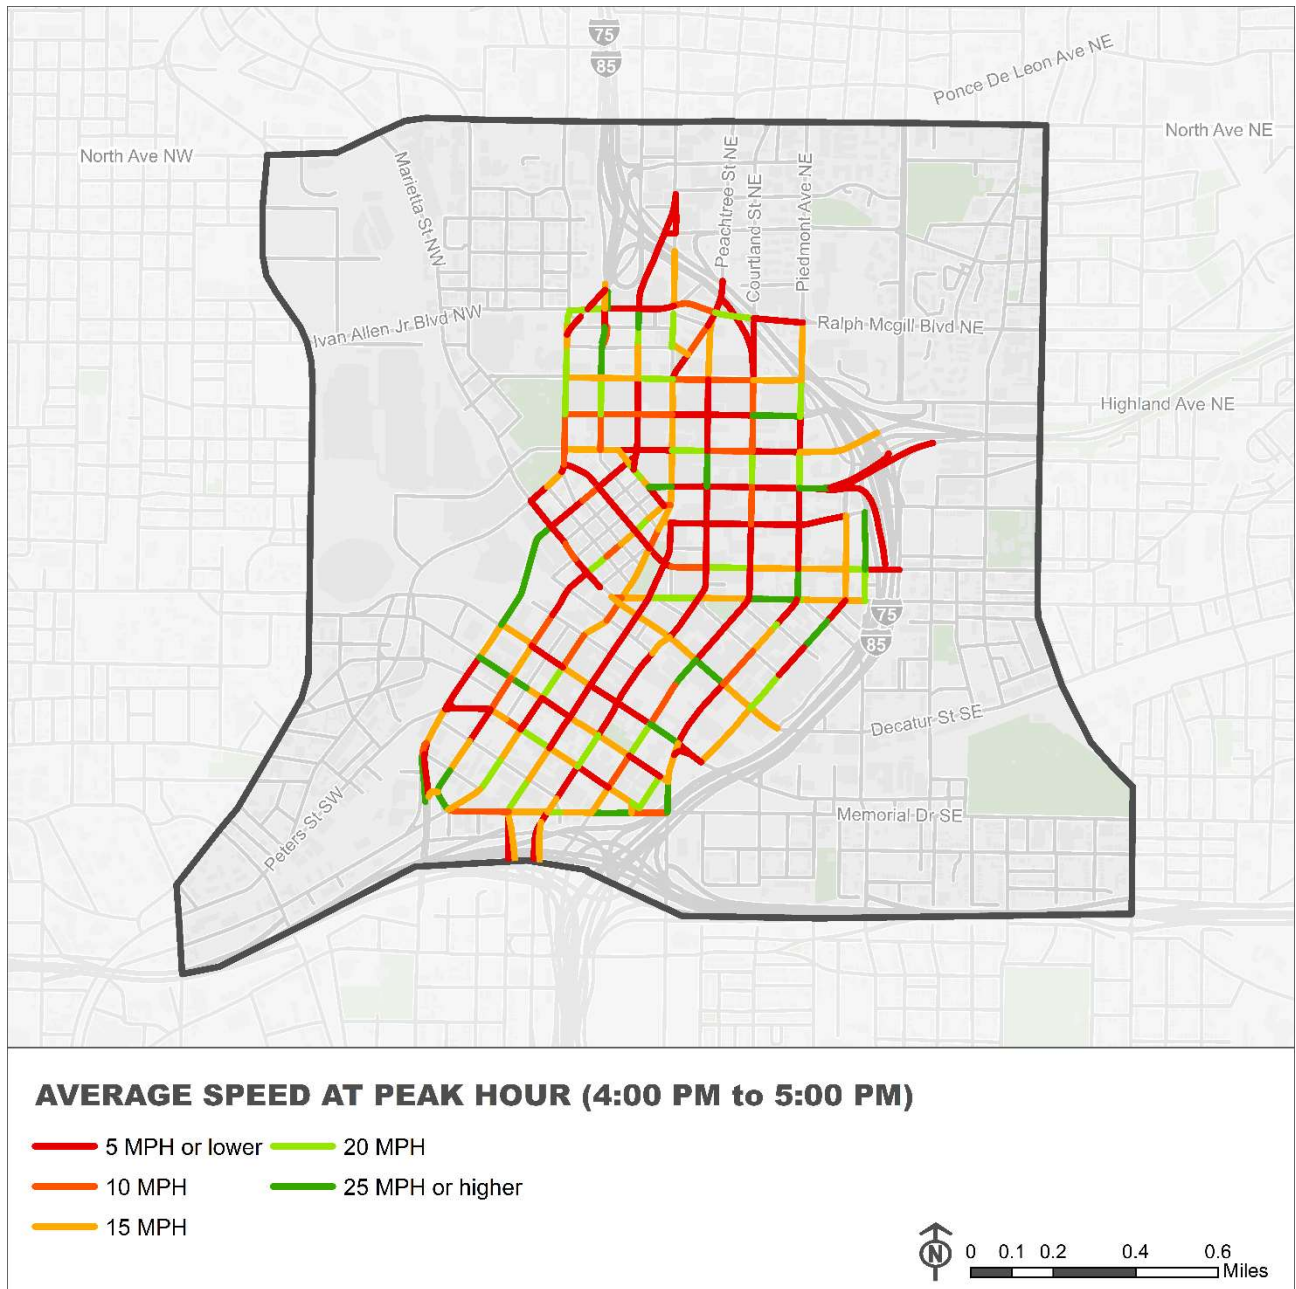 75
85
Ponce De Leon Ave NE
North Ave NW
North Ave NE
Marietta St NW
Peachtree St NE
Courtland St NE
Piedmont Ave NE
Ivan Allen Jr Blvd NW
Ralph Mcgill Blvd NE
Highland Ave NE
75
85
Decatur St SE
Peters St SW
Memorial Dr SE
AVERAGE SPEED AT PEAK HOUR (4:00 PM to 5:00 PM)
5 MPH or lower
20 MPH
10 MPH
25 MPH or higher
15 MPH
N
0 0.1 0.2 0.4 0.6
Miles